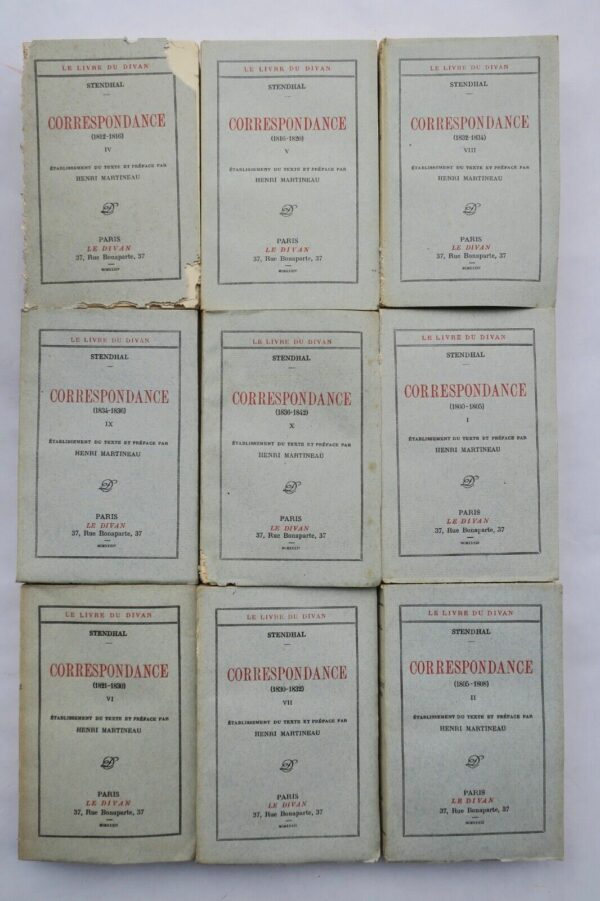 LE LIVRE DU DIVAN
STENDHAL
CORRESPONDANCE
(1812-1816)
IV
ÉTABLISSEMENT DU TEXTE ET PRÉFACE PAR
HENRI MARTINEAU
PARIS
LE DIVAN
37, Rue Bonaparte, 37
LE LIVRE DU DIVAN
STENDHAL
CORRESPONDANCE
(1816-1820)
V
ÉTABLISSEMENT DU TEXTE ET PRÉFACE PAR
HENRI MARTINEAU
PARIS
LE DIVAN
37, Rue Bonaparte, 37
LE LIVRE DU DIVAN
STENDHAL
CORRESPONDANCE
(1832-1834)
VIII
ÉTABLISSEMENT DU TEXTE ET PRÉFACE PAR
HENRI MARTINEAU
PARIS
LE DIVAN
37, Rue Bonaparte, 37
LE LIVRE DU DIVAN
STENDHAL
CORRESPONDANCE
(1834-1836)
IX
ÉTABLISSEMENT DU TEXTE ET PRÉFACE PAR
HENRI MARTINEAU
PARIS
LE DIVAN
37, Rue Bonaparte, 37
LE LIVRE DU DIVAN
STENDHAL
CORRESPONDANCE
(1836-1842)
X
ÉTABLISSEMENT DU TEXTE ET PRÉFACE PAR
HENRI MARTINEAU
PARIS
LE DIVAN
37, Rue Bonaparte, 37
LE LIVRE DU DIVAN
STENDHAL
CORRESPONDANCE
(1800-1805)
I
ÉTABLISSEMENT DU TEXTE ET PRÉFACE PAR
HENRI MARTINEAU
PARIS
LE DIVAN
37, Rue Bonaparte, 37
LE LIVRE DU DIVAN
STENDHAL
CORRESPONDANCE
(1821-1830)
VI
ÉTABLISSEMENT DU TEXTE ET PRÉFACE PAR
HENRI MARTINEAU
PARIS
LE DIVAN
37, Rue Bonaparte, 37
LE LIVRE DU DIVAN
STENDHAL
CORRESPONDANCE
(1830-1832)
VII
ÉTABLISSEMENT DU TEXTE ET PRÉFACE PAR
HENRI MARTINEAU
PARIS
LE DIVAN
37, Rue Bonaparte, 37
LE LIVRE DU DIVAN
STENDHAL
CORRESPONDANCE
(1805-1808)
II
ÉTABLISSEMENT DU TEXTE ET PRÉFACE PAR
HENRI MARTINEAU
PARIS
LE DIVAN
37, Rue Bonaparte, 37